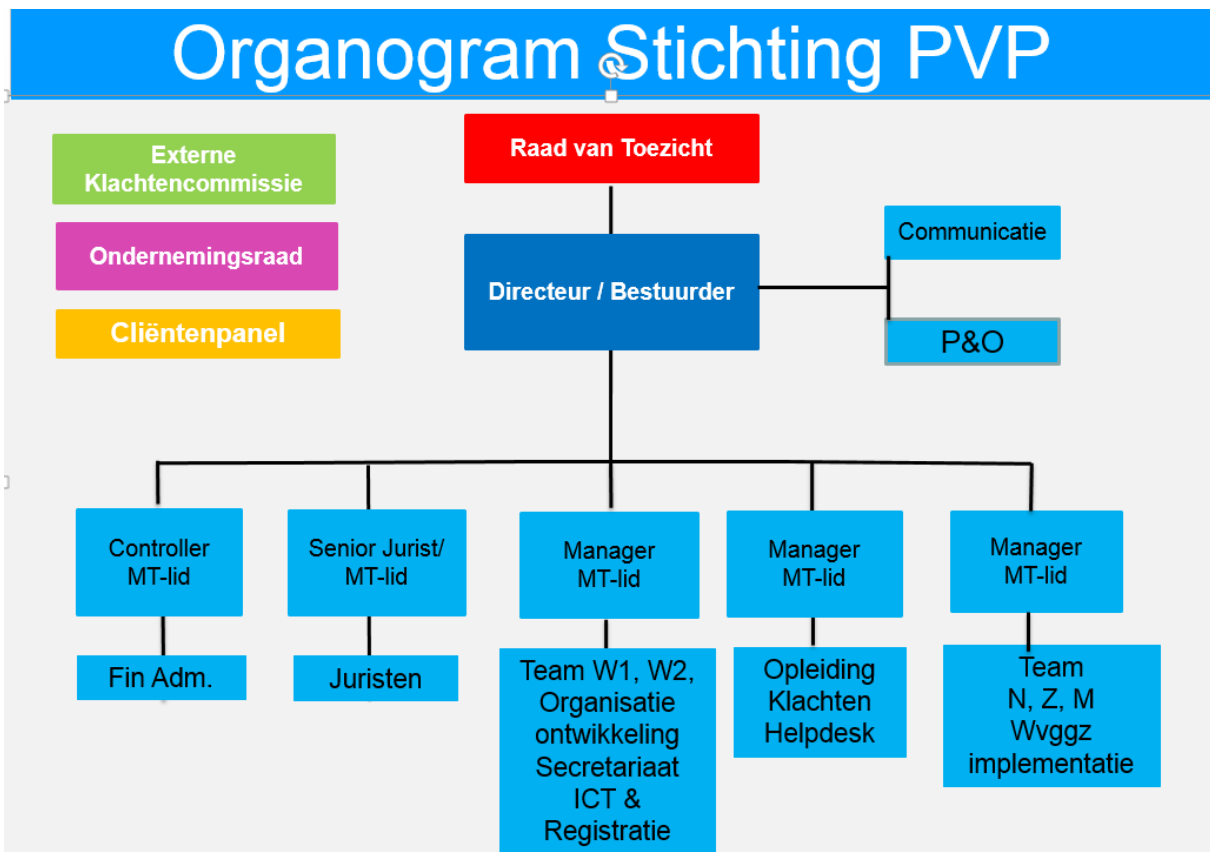 Organogram Stichting PVP
Externe
Klachtencommissie
Ondernemingsraad
Cliëntenpanel
Raad van Toezicht
Directeur / Bestuurder
Communicatie
P&O
Controller
MT-lid
Senior Jurist/
MT-lid
Manager
MT-lid
Manager
MT-lid
Manager
MT-lid
Fin Adm.
Juristen
Team W1, W2,
Organisatie
ontwikkeling
Secretariaat
ICT &
Registratie
Opleiding
Klachten
Helpdesk
Team
N, Z, M
Wvggz
implementatie